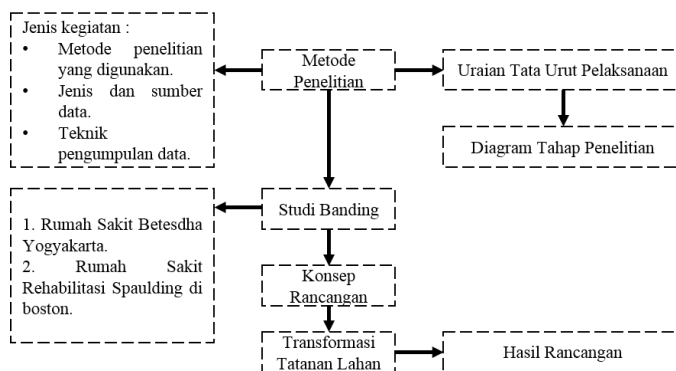 Jenis kegiatan :
• Metode penelitian
yang digunakan.
• Jenis dan sumber
data.
• Teknik
pengumpulan data.
Metode
Penelitian
Uraian Tata Urut Pelaksanaan
Diagram Tahap Penelitian
1. Rumah Sakit Betesdha
Yogyakarta.
2. Rumah Sakit
Rehabilitasi Spaulding di
boston.
Studi Banding
Konsep
Rancangan
Transformasi
Tatanan Lahan
Hasil Rancangan